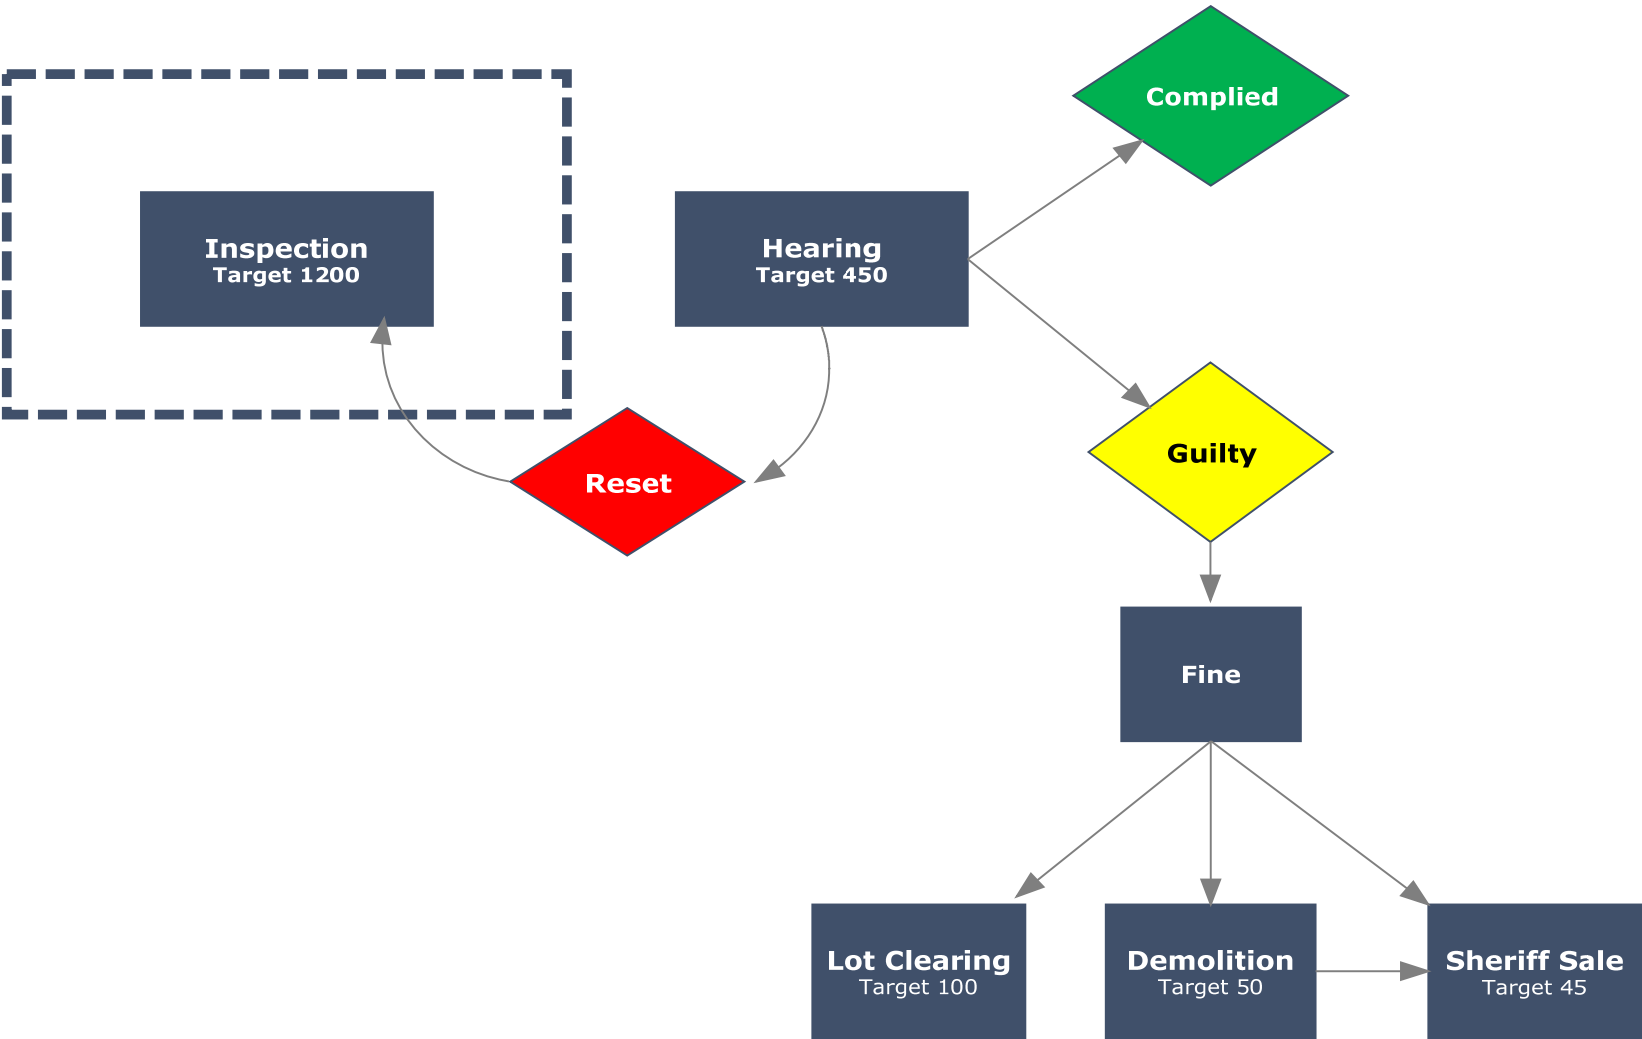 Complied
Inspection
Target 1200
Hearing
Target 450
Guilty
Reset
Fine
Lot Clearing
Target 100
Demolition
Target 50
Sheriff Sale
Target 45